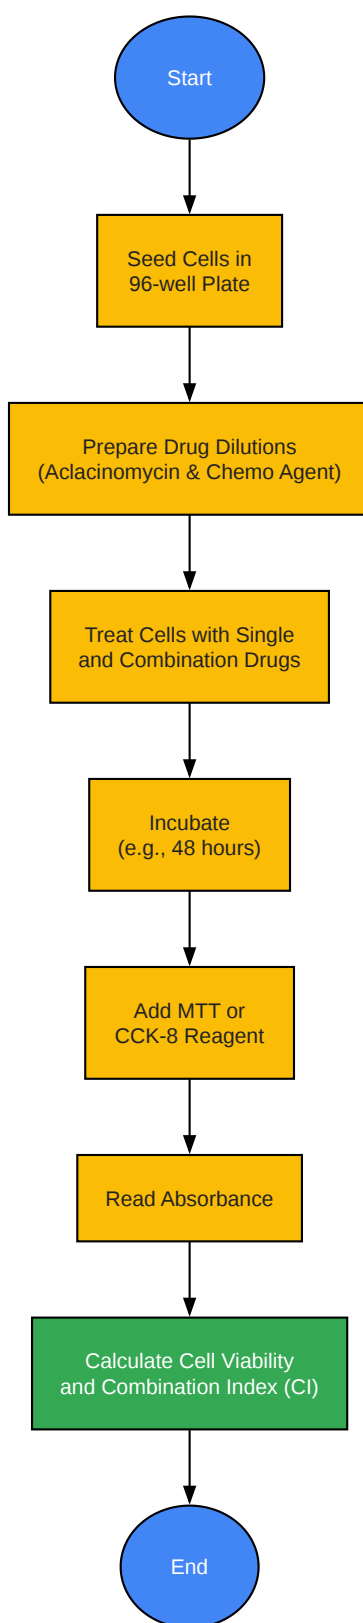 Start
Seed Cells in
96-well Plate
Prepare Drug Dilutions
(Aclacinomycin & Chemo Agent)
Treat Cells with Single
and Combination Drugs
Incubate
(e.g., 48 hours)
Add MTT or
CCK-8 Reagent
Read Absorbance
Calculate Cell Viability
and Combination Index (CI)
End